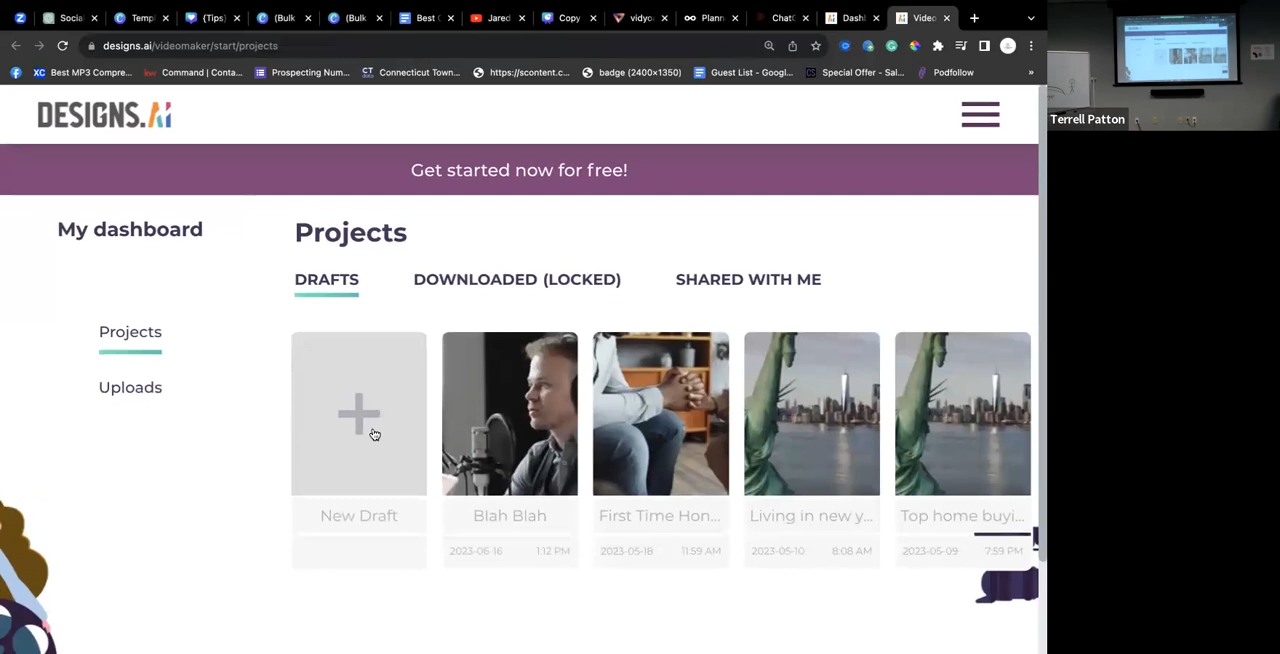 Social
Templ
{Tips}
(Bulk
(Bulk
Best C
Jared
Copy
vidyou
Plann
ChatG
Dashb
Video
designs.ai/videomaker/start/projects
Best MP3 Compre...
Command | Conta...
Prospecting Num...
Connecticut Town...
https://scontent.c...
badge (2400×1350)
Guest List - Googl...
Special Offer - Sal...
Podfollow
»
DESIGNS.AI
Terrell Patton
Get started now for free!
My dashboard
Projects
DRAFTS
DOWNLOADED (LOCKED)
SHARED WITH ME
Projects
Uploads
New Draft
Blah Blah
First Time Hon...
Living in new y...
Top home buyi...
2023-06-16 1:12 PM
2023-05-18 11:59 AM
2023-05-10 8:08 AM
2023-05-09 7:59 PM